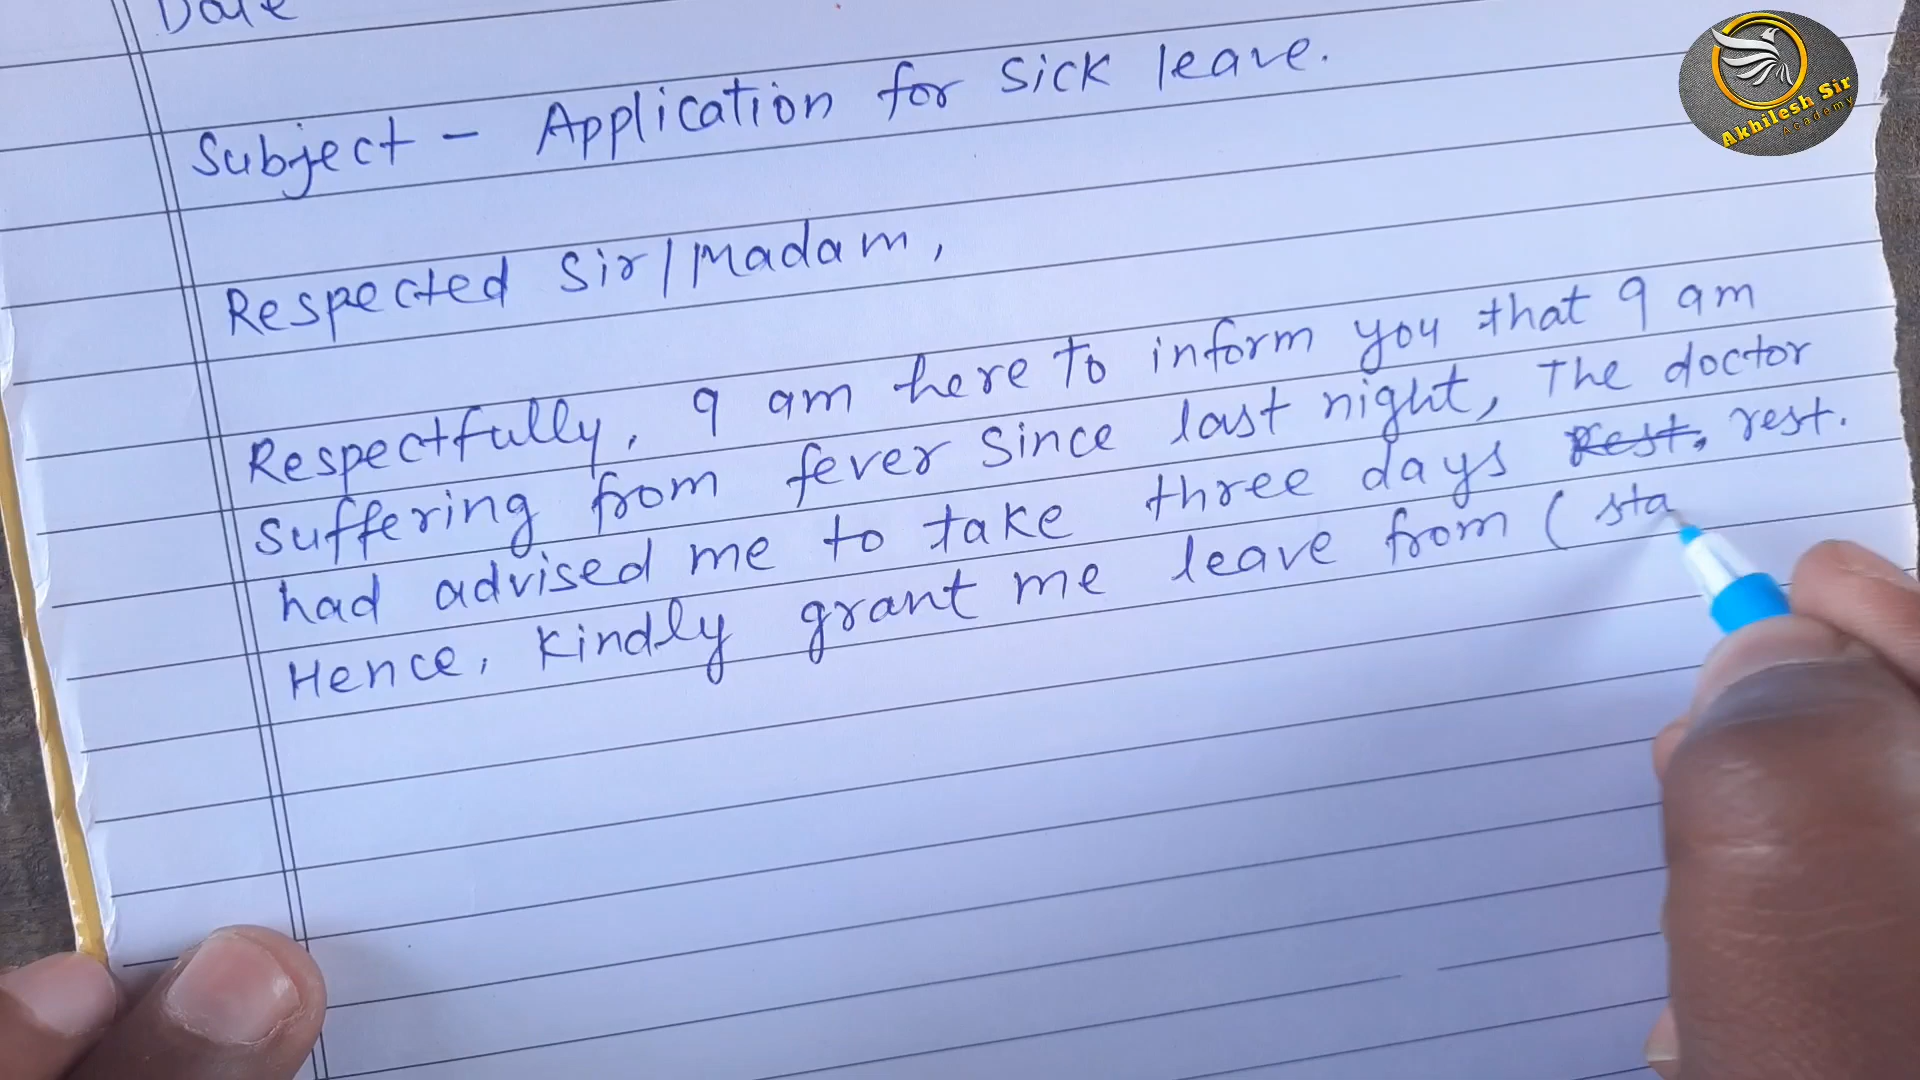 Date
Subject - Application for Sick leave.
Respected Sir/Madam,
Respectfully, I am here to inform you that I am
Suffering from fever Since last night, The doctor
had advised me to take three days Rest, rest.
Hence, Kindly grant me leave from ( sta
Akhilesh Sir
Academy